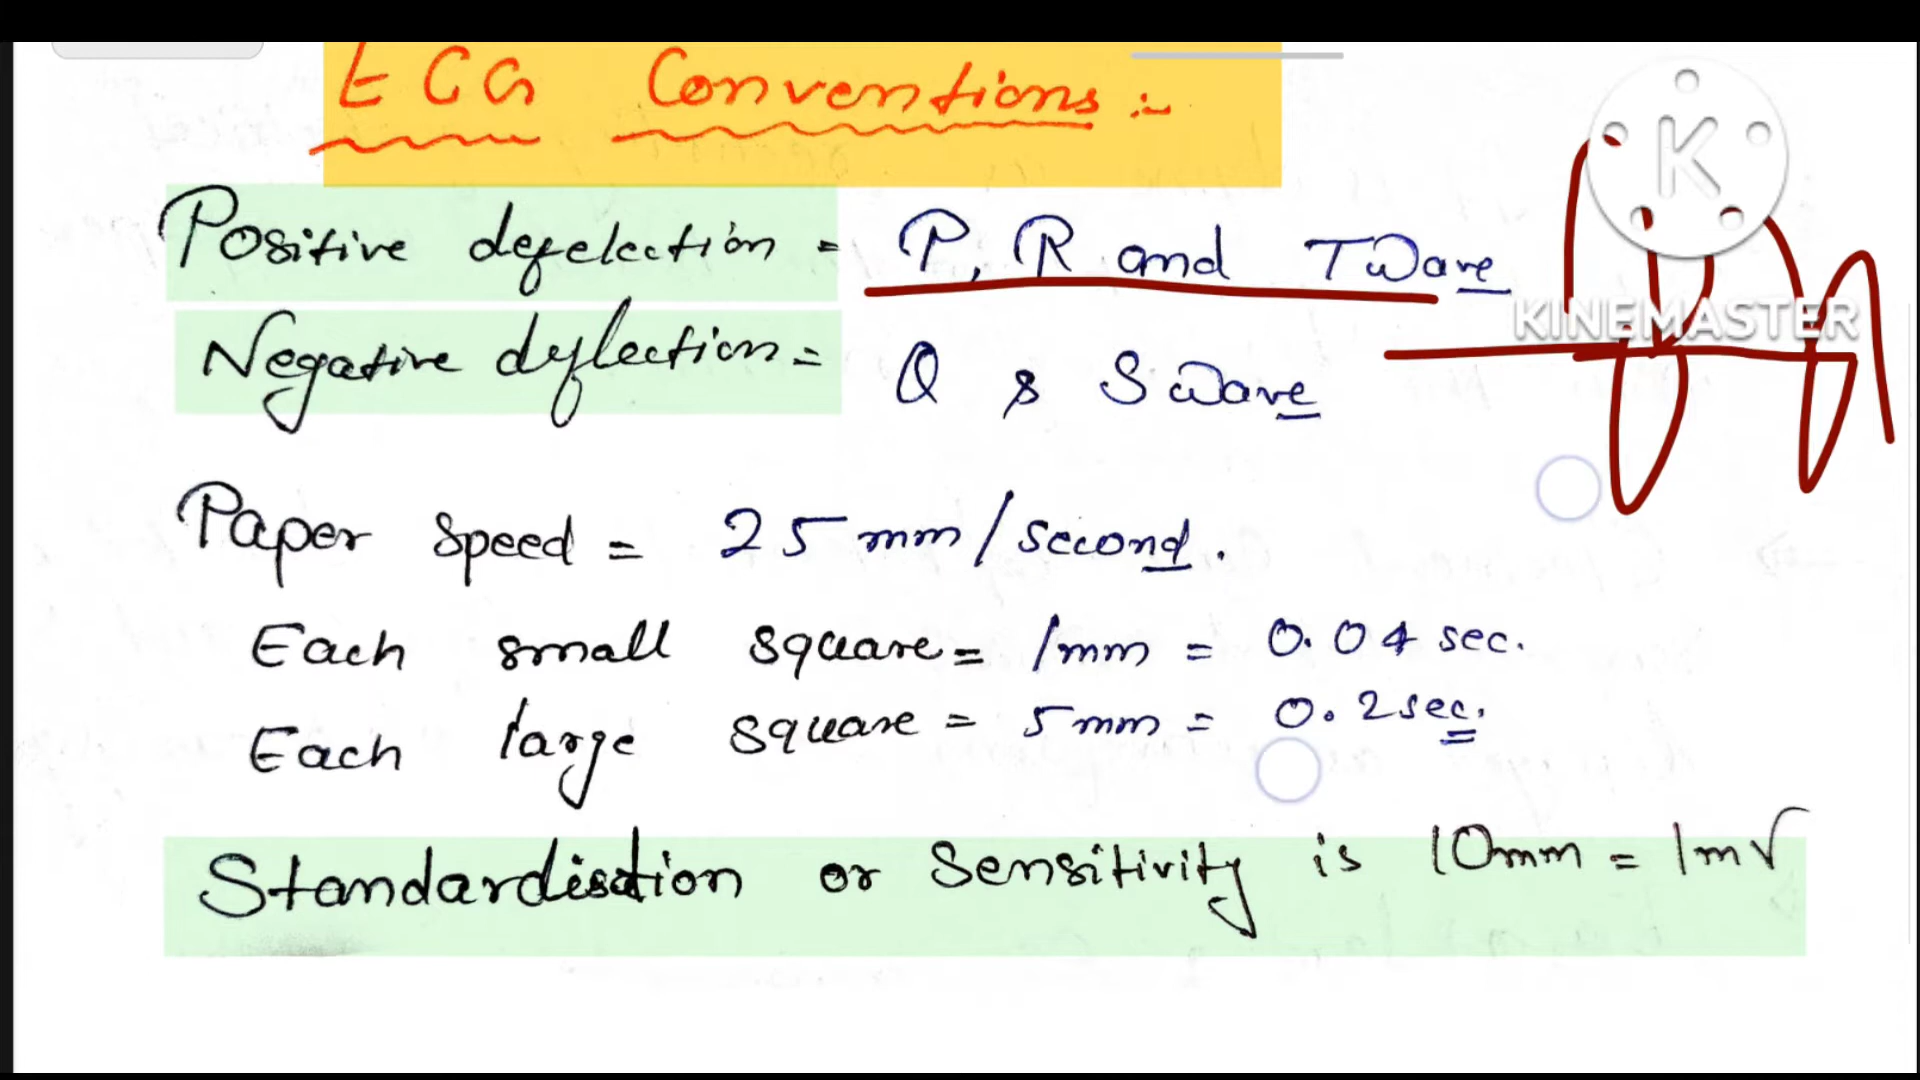 ECG Conventions :-
Positive defelection = P, R and T wave
Negative deflection = Q & S wave
KINEMASTER
Paper speed = 25 mm/second.
Each small square = 1mm = 0.04 sec.
Each large square = 5mm = 0.2 sec.
Standardisation or sensitivity is 10mm = 1mV